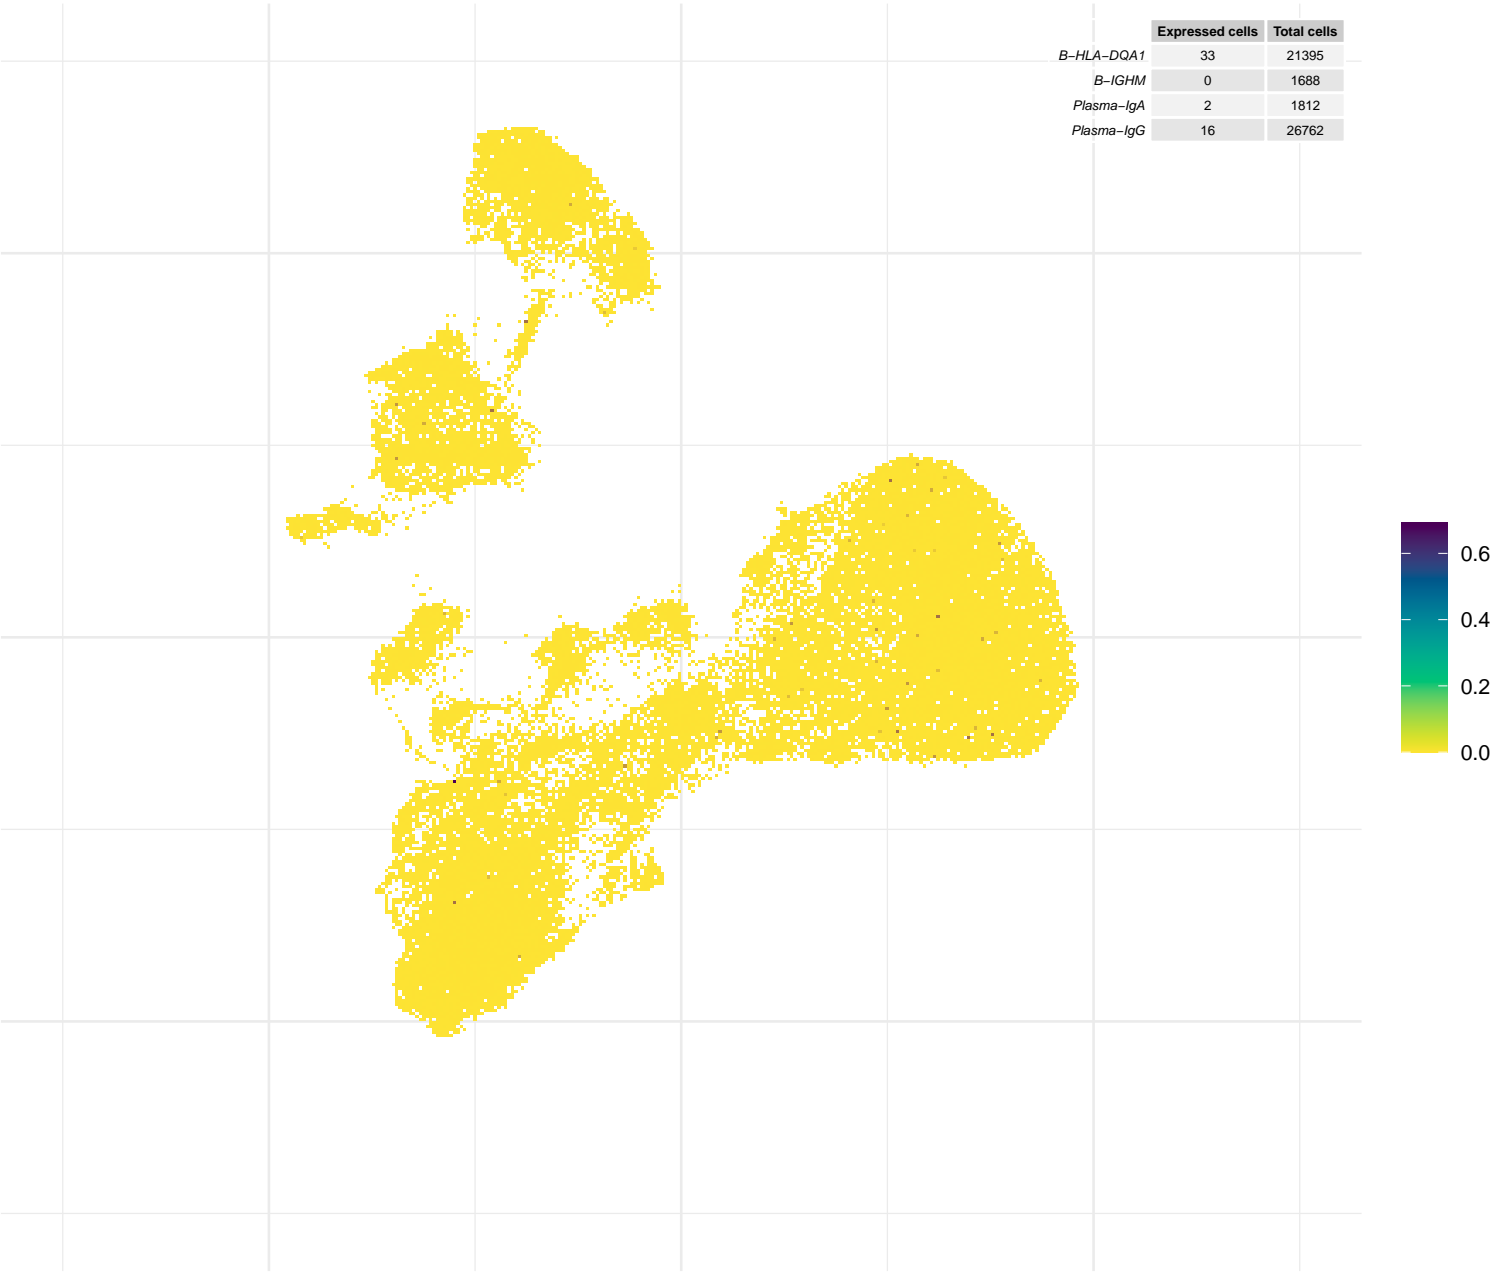 Expressed cells Total cells
B−HLA−DQA1 33 21395
B−IGHM 0 1688
Plasma−IgA 2 1812
Plasma−IgG 16 26762
0.6
0.4
0.2
0.0